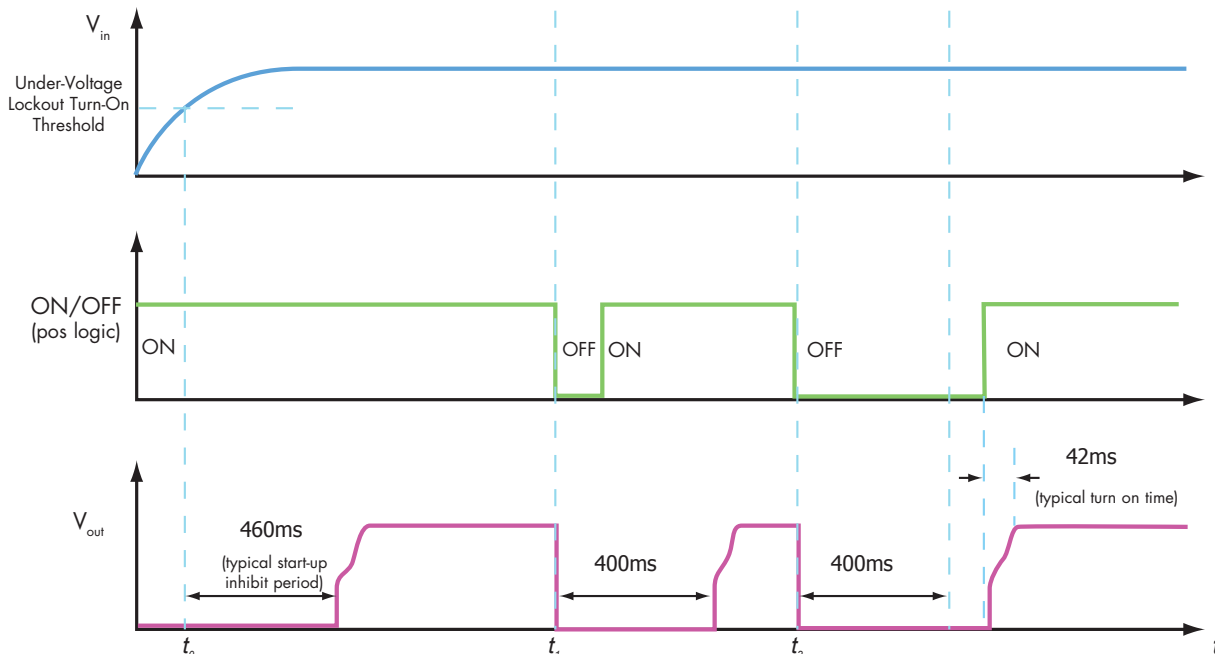 Vin
Under-Voltage
Lockout Turn-On
Threshold
ON/OFF
(pos logic)
ON
OFF
ON
OFF
ON
42ms
(typical turn on time)
Vout
460ms
(typical start-up
inhibit period)
400ms
400ms
t0
t1
t2
t